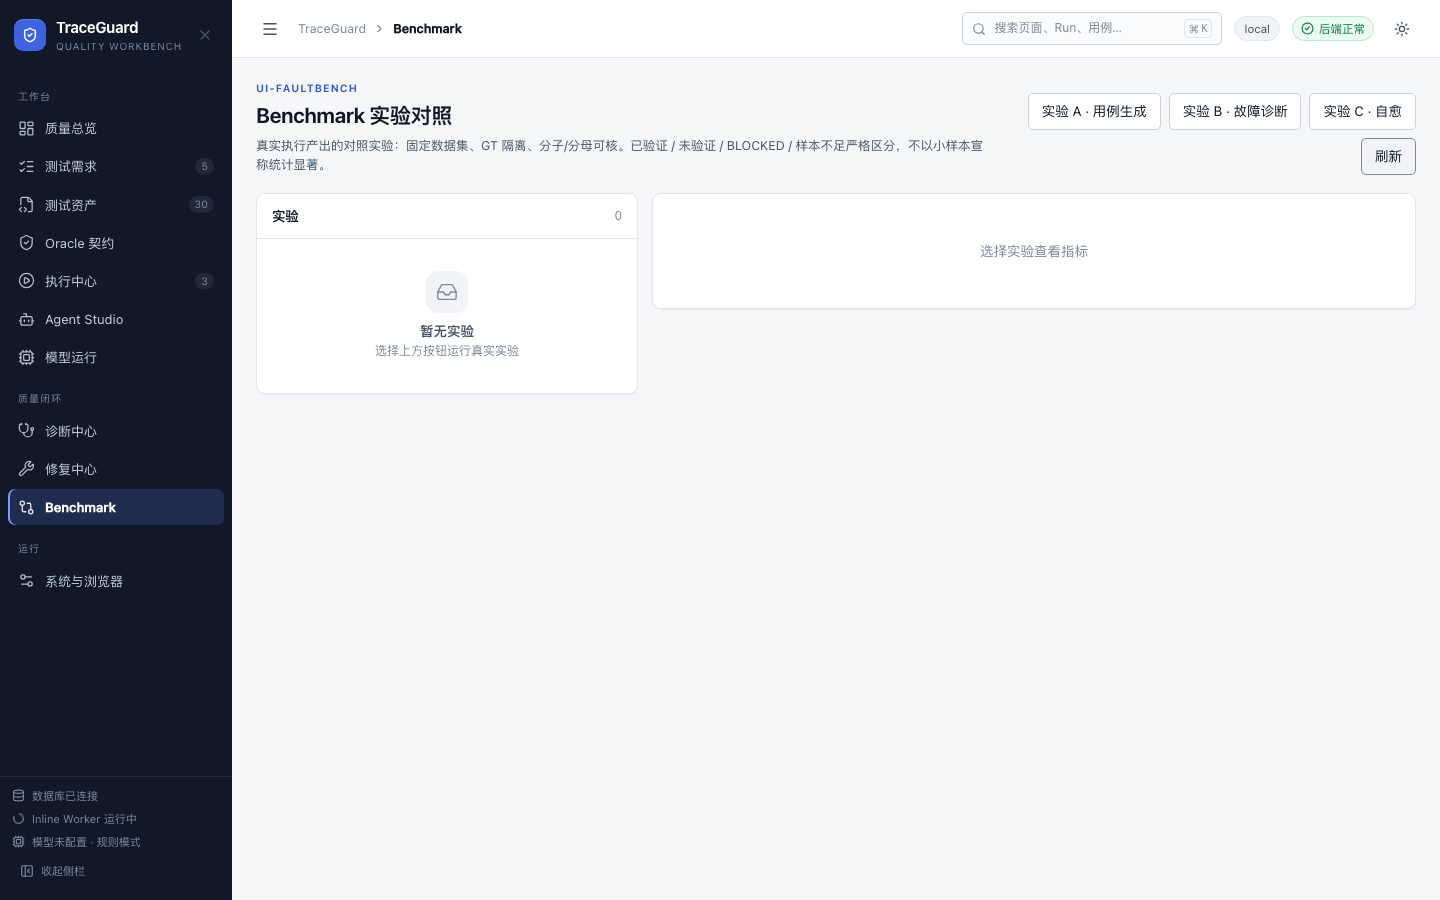 TraceGuard
QUALITY WORKBENCH
工作台
质量总览
测试需求 5
测试资产 30
Oracle 契约
执行中心 3
Agent Studio
模型运行
质量闭环
诊断中心
修复中心
Benchmark
运行
系统与浏览器
数据库已连接
Inline Worker 运行中
模型未配置 · 规则模式
收起侧栏
TraceGuard > Benchmark
搜索页面、Run、用例... ⌘ K
local
后端正常
UI-FAULTBENCH
Benchmark 实验对照
真实执行产出的对照实验：固定数据集、GT 隔离、分子/分母可核。已验证 / 未验证 / BLOCKED / 样本不足严格区分，不以小样本宣
称统计显著。
实验 A · 用例生成
实验 B · 故障诊断
实验 C · 自愈
刷新
实验 0
暂无实验
选择上方按钮运行真实实验
选择实验查看指标